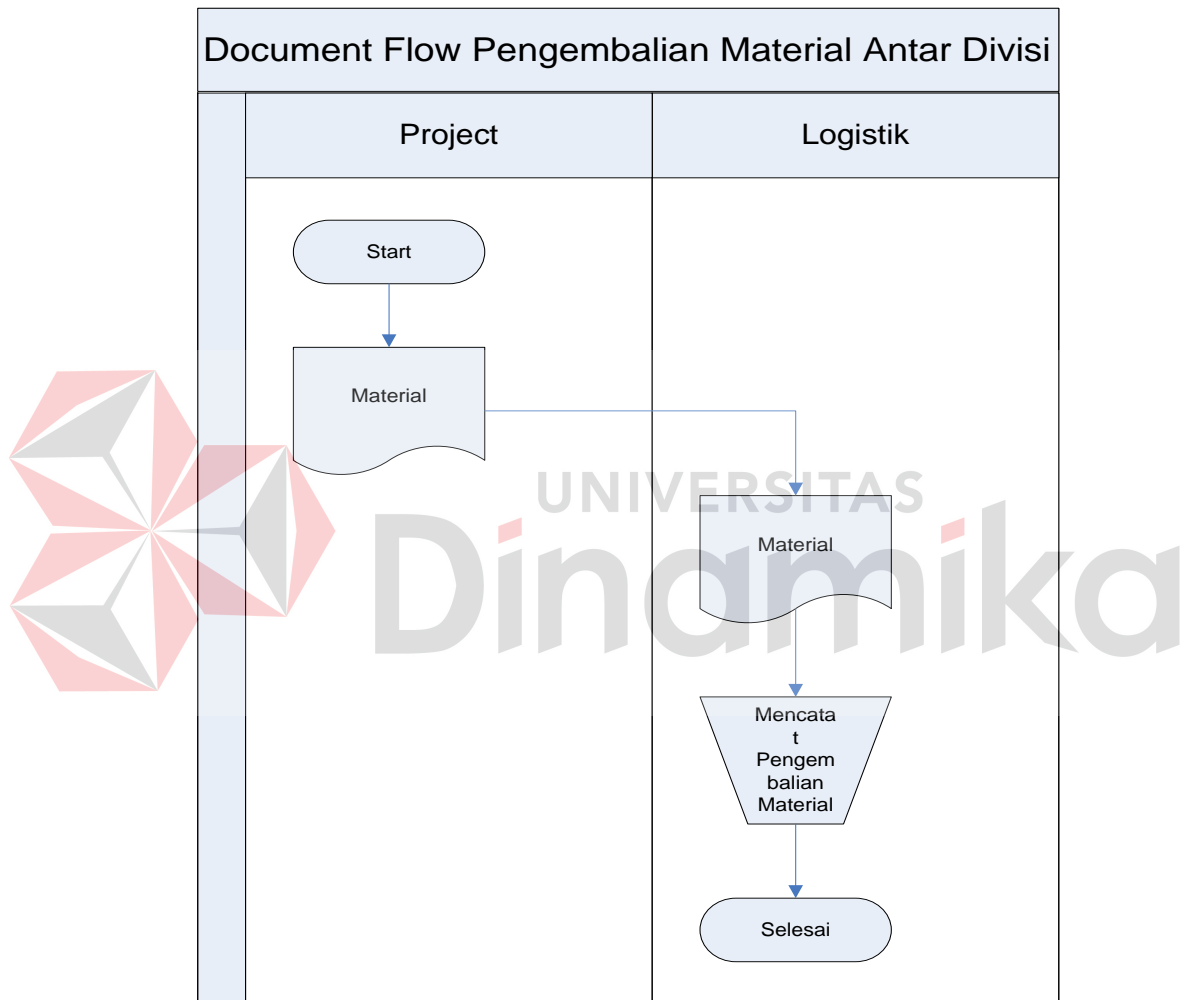 Document Flow Pengembalian Material Antar Divisi
Project
Logistik
Start
Material
UNIVERSITAS
Dinamika
Material
Mencata
t
Pengem
balian
Material
Selesai